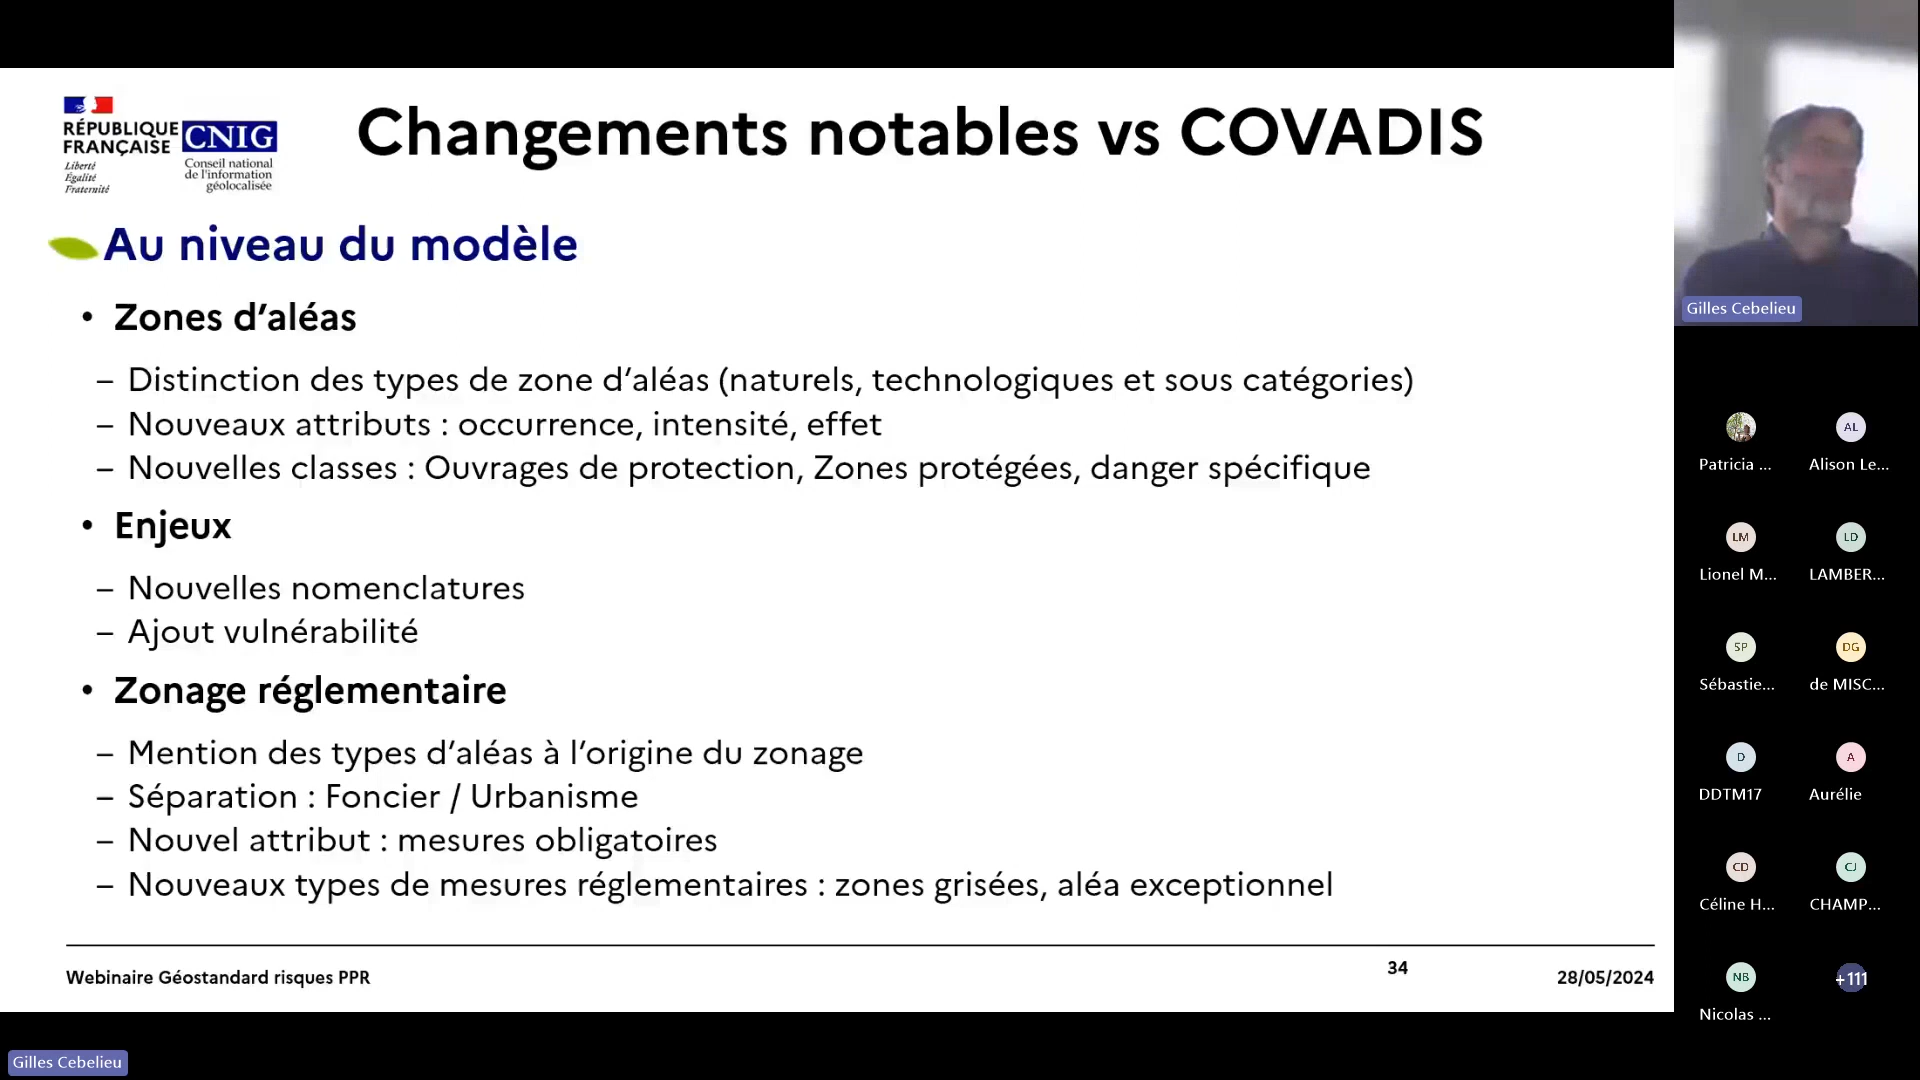 RÉPUBLIQUE
FRANÇAISE
Liberté
Égalité
Fraternité
CNIG
Conseil national
de l'information
géolocalisée
Changements notables vs COVADIS
Au niveau du modèle
• Zones d’aléas
– Distinction des types de zone d’aléas (naturels, technologiques et sous catégories)
– Nouveaux attributs : occurrence, intensité, effet
– Nouvelles classes : Ouvrages de protection, Zones protégées, danger spécifique
• Enjeux
– Nouvelles nomenclatures
– Ajout vulnérabilité
• Zonage réglementaire
– Mention des types d’aléas à l’origine du zonage
– Séparation : Foncier / Urbanisme
– Nouvel attribut : mesures obligatoires
– Nouveaux types de mesures réglementaires : zones grisées, aléa exceptionnel
Webinaire Géostandard risques PPR
34
28/05/2024
Gilles Cebelieu
Gilles Cebelieu
AL
Patricia ...
Alison Le...
LM
LD
Lionel M...
LAMBER...
SP
DG
Sébastie...
de MISC...
D
A
DDTM17
Aurélie
CD
CJ
Céline H...
CHAMP...
NB
+111
Nicolas ...